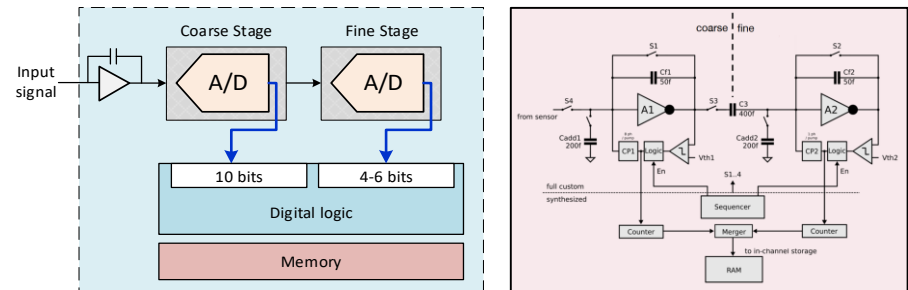 Coarse Stage
Fine Stage
Input
signal
A/D
A/D
10 bits
4-6 bits
Digital logic
Memory
coarse
fine
S1
S2
Cf1
50f
Cf2
50f
S4
from sensor
A1
S3
C3
400f
A2
Cadd1
200f
Cadd2
200f
CP1
Logic
Vth1
En
CP2
Logic
Vth2
En
S1..4
full custom
synthesized
Sequencer
Counter
Merger
Counter
to in-channel storage
RAM